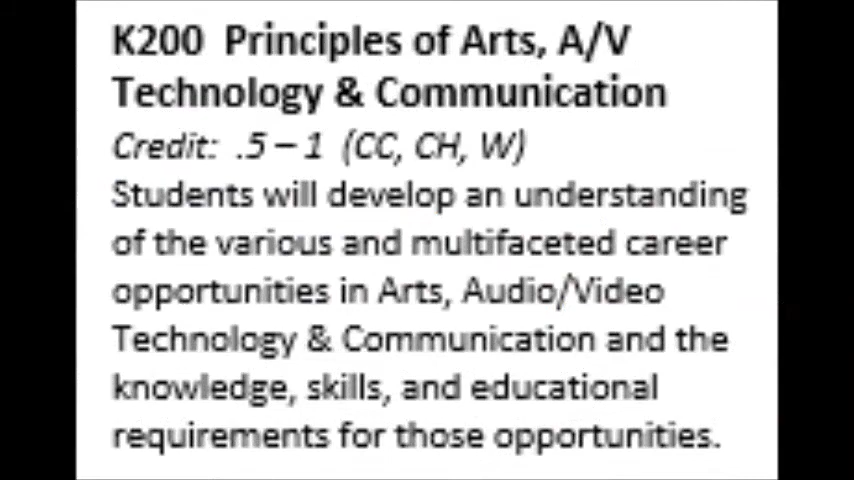 K200 Principles of Arts, A/V
Technology & Communication
Credit: .5 – 1 (CC, CH, W)
Students will develop an understanding
of the various and multifaceted career
opportunities in Arts, Audio/Video
Technology & Communication and the
knowledge, skills, and educational
requirements for those opportunities.